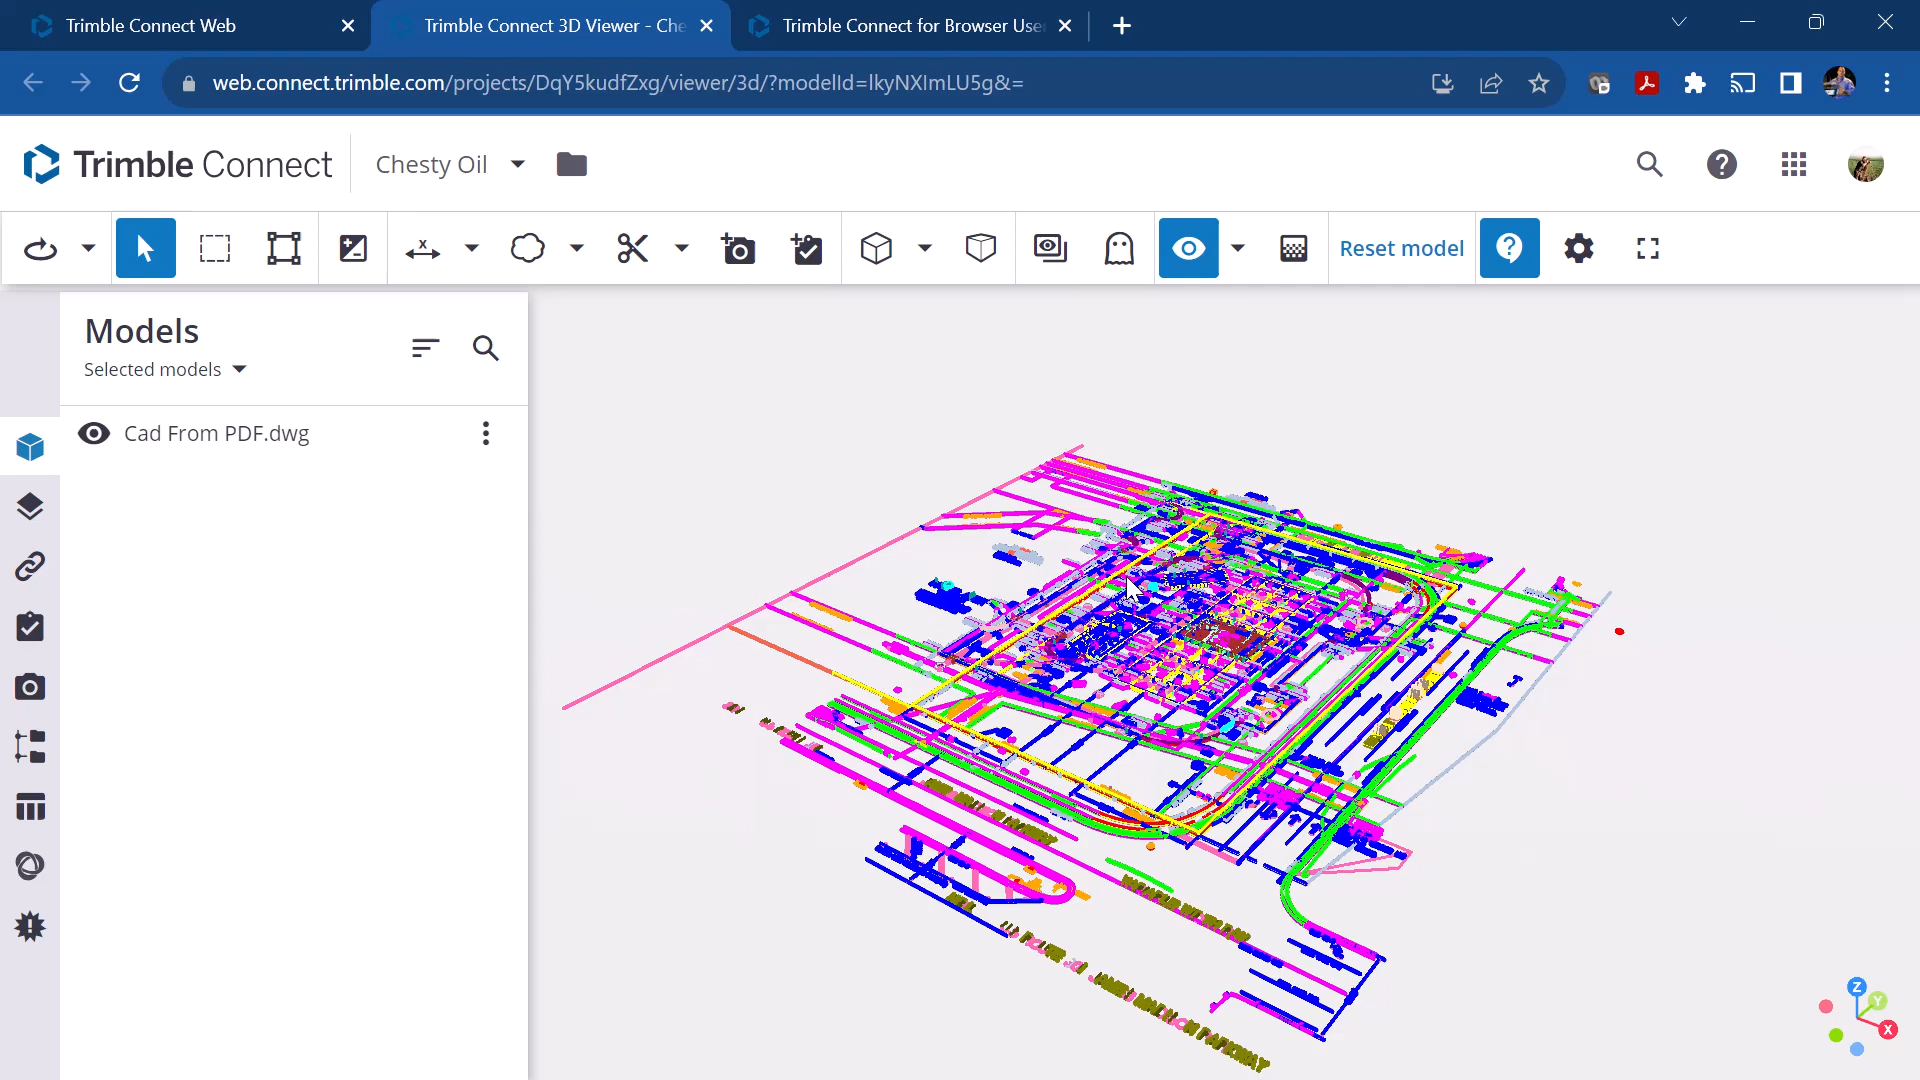 Trimble Connect Web
Trimble Connect 3D Viewer - Che
Trimble Connect for Browser Use
web.connect.trimble.com/projects/DqY5kudfZxg/viewer/3d/?modelId=lkyNXlmLU5g&=
Trimble Connect
Chesty Oil
x
Reset model
Models
Selected models
Cad From PDF.dwg
Z
Y
X